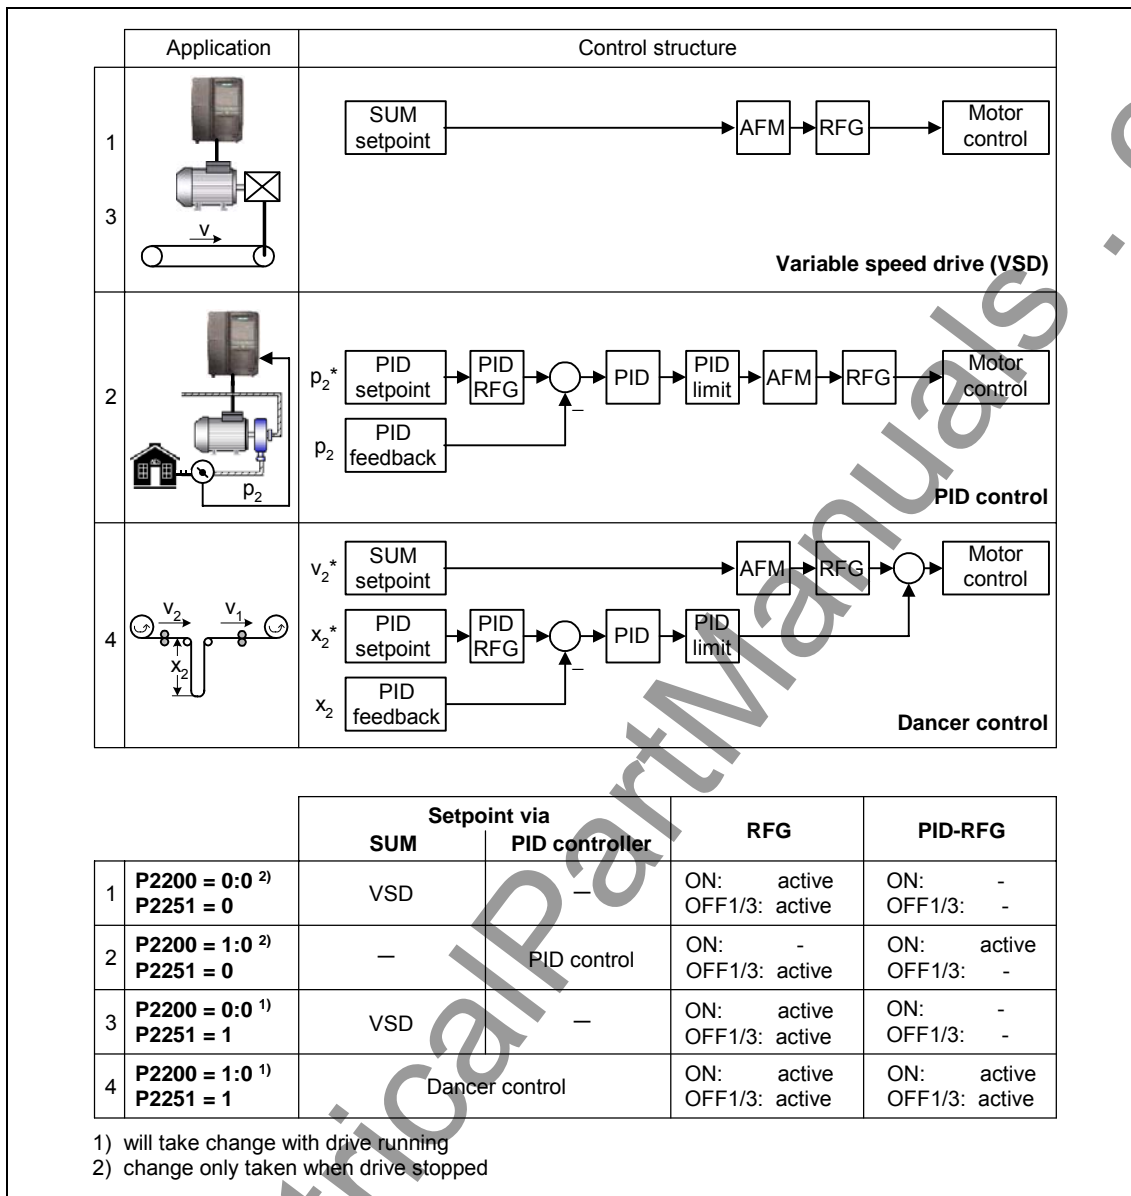 Application Control structure
1
3
SUM
setpoint
AFM
RFG
Motor
control
v
Variable speed drive (VSD)
2
p2
p2*
PID
setpoint
PID
RFG
PID
PID
limit
AFM
RFG
Motor
control
p2
PID
feedback
–
PID control
4
v2
v1
x2
v2*
SUM
setpoint
AFM
RFG
Motor
control
x2*
PID
setpoint
PID
RFG
PID
PID
limit
x2
PID
feedback
–
Dancer control
Setpoint via
SUM PID controller
RFG
PID-RFG
1
P2200 = 0:0 2)
P2251 = 0
VSD
–
ON: active
OFF1/3: active
ON: -
OFF1/3: -
2
P2200 = 1:0 2)
P2251 = 0
–
PID control
ON: -
OFF1/3: active
ON: active
OFF1/3: -
3
P2200 = 0:0 1)
P2251 = 1
VSD
–
ON: active
OFF1/3: active
ON: -
OFF1/3: -
4
P2200 = 1:0 1)
P2251 = 1
Dancer control
ON: active
OFF1/3: active
ON: active
OFF1/3: active
1) will take change with drive running
2) change only taken when drive stopped
tricalPartManuals .